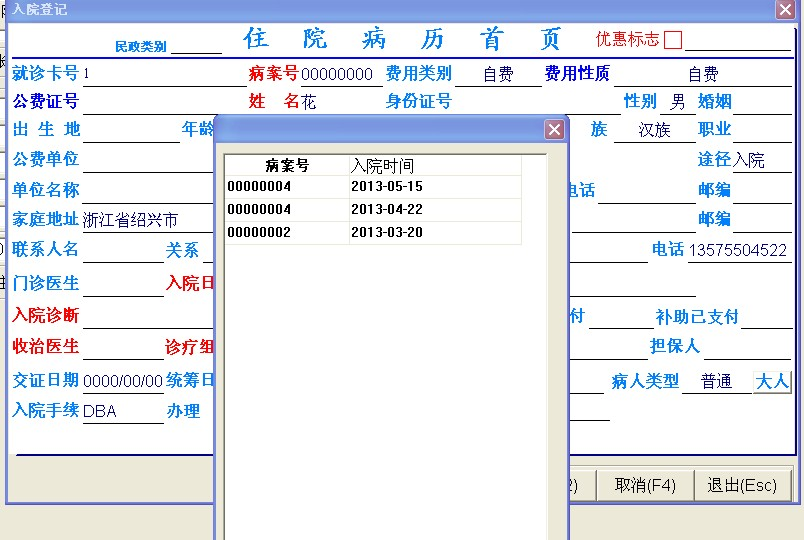 入院登记
民政类别 住院病历首页 优惠标志
就诊卡号 1 病案号 00000000 费用类别 自费 费用性质 自费
公费证号 姓 名 花 身份证号 性别 男 婚姻
出生地 年龄 族 汉族 职业
公费单位 途径 入院
单位名称 电话 邮编
家庭地址 浙江省绍兴市 邮编
联系人名 关系 电话 13575504522
门诊医生 入院日
入院诊断 付 补助已支付
收治医生 诊疗组 担保人
交证日期 0000/00/00 统筹日 病人类型 普通 大人
入院手续 DBA 办理
2) 取消(F4) 退出(Esc)
病案号 入院时间
00000004 2013-05-15
00000004 2013-04-22
00000002 2013-03-20